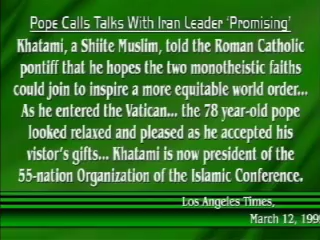 Pope Calls Talks With Iran Leader 'Promising'
Khatami, a Shiite Muslim, told the Roman Catholic
pontiff that he hopes the two monotheistic faiths
could join to inspire a more equitable world order...
As he entered the Vatican... the 78 year-old pope
looked relaxed and pleased as he accepted his
vistor's gifts... Khatami is now president of the
55-nation Organization of the Islamic Conference.
Los Angeles Times,
March 12, 199